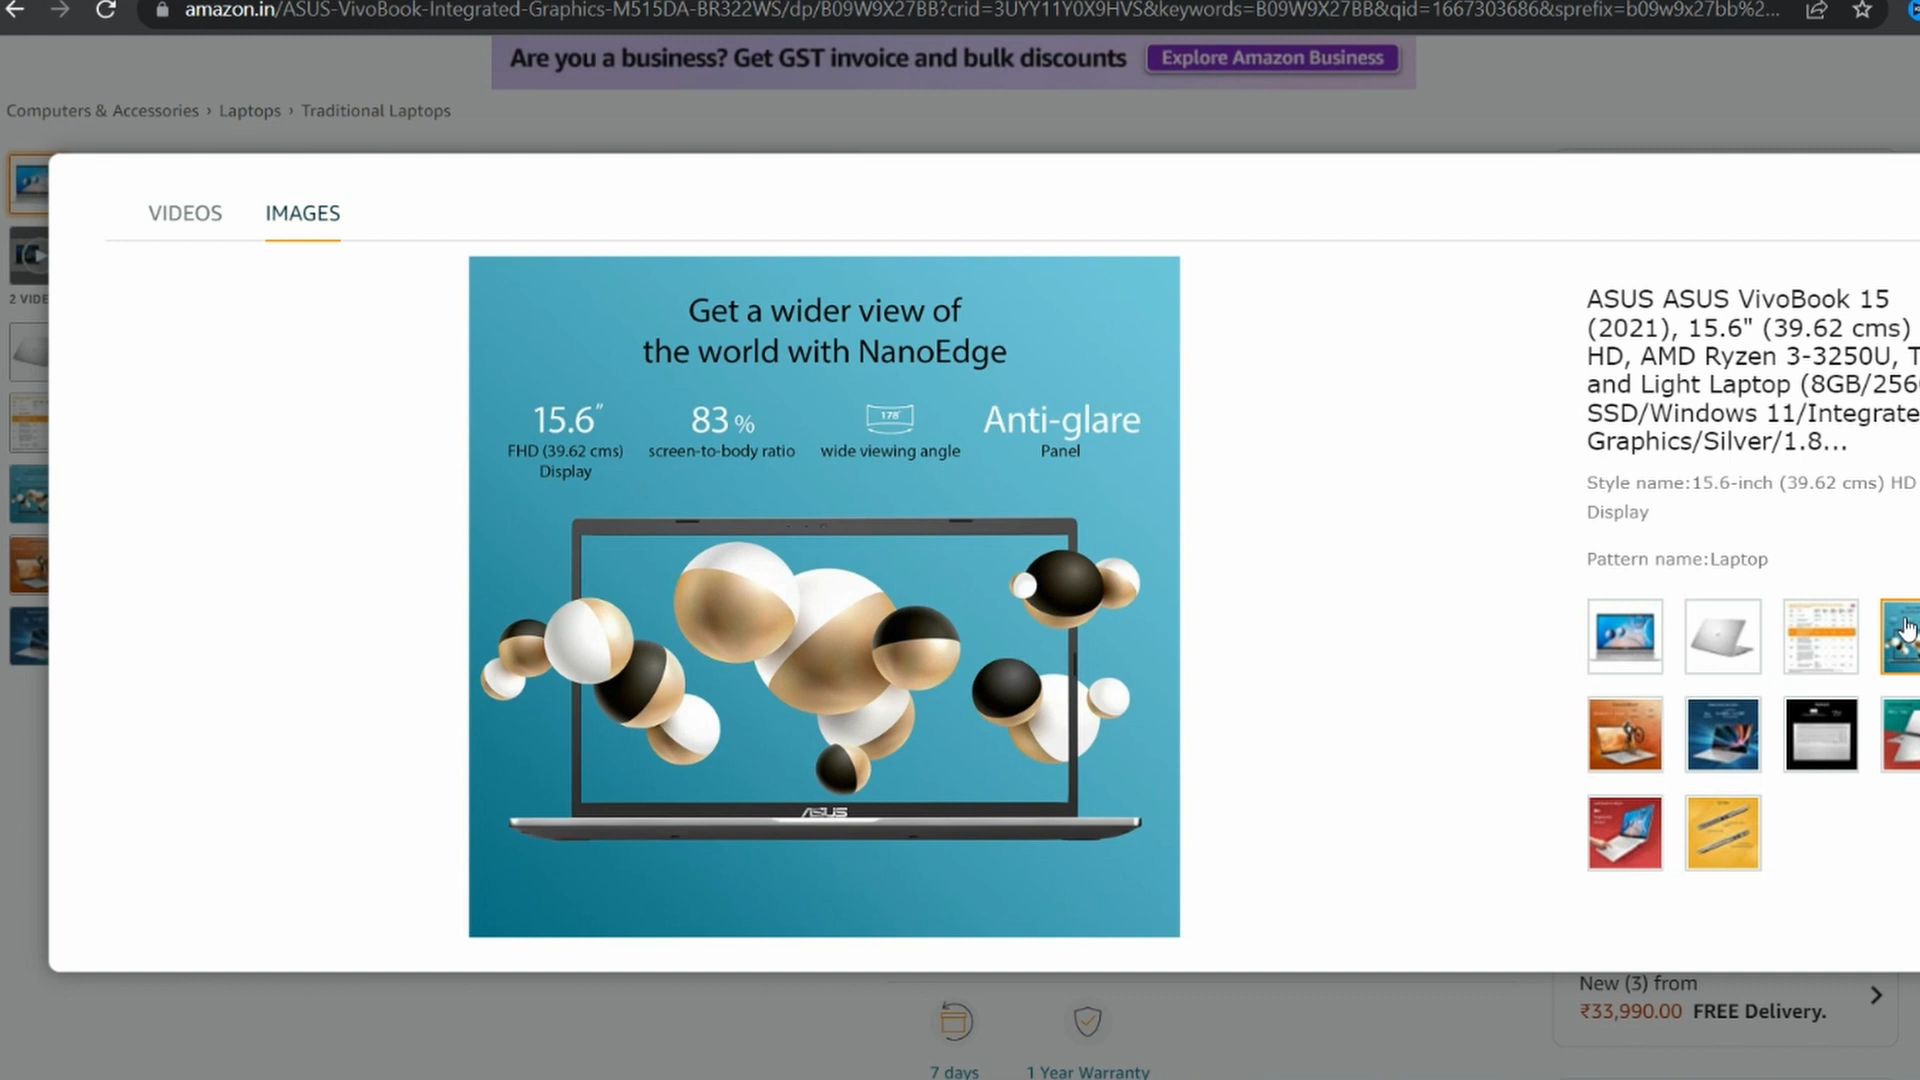 amazon.in/ASUS-VivoBook-Integrated-Graphics-M515DA-BR322WS/dp/B09W9X27BB?crid=3UYY11Y0X9HVS&keywords=B09W9X27BB&qid=1667303686&sprefix=b09w9x27bb%2...
Are you a business? Get GST invoice and bulk discounts
Explore Amazon Business
Computers & Accessories › Laptops › Traditional Laptops
2 VIDE
VIDEOS
IMAGES
Get a wider view of
the world with NanoEdge
15.6″
FHD (39.62 cms)
Display
83 %
screen-to-body ratio
178°
wide viewing angle
Anti-glare
Panel
ASUS
ASUS ASUS VivoBook 15
(2021), 15.6" (39.62 cms)
HD, AMD Ryzen 3-3250U, T
and Light Laptop (8GB/256
SSD/Windows 11/Integrate
Graphics/Silver/1.8...
Style name:15.6-inch (39.62 cms) HD
Display
Pattern name:Laptop
New (3) from
₹33,990.00 FREE Delivery.
7 days
1 Year Warranty